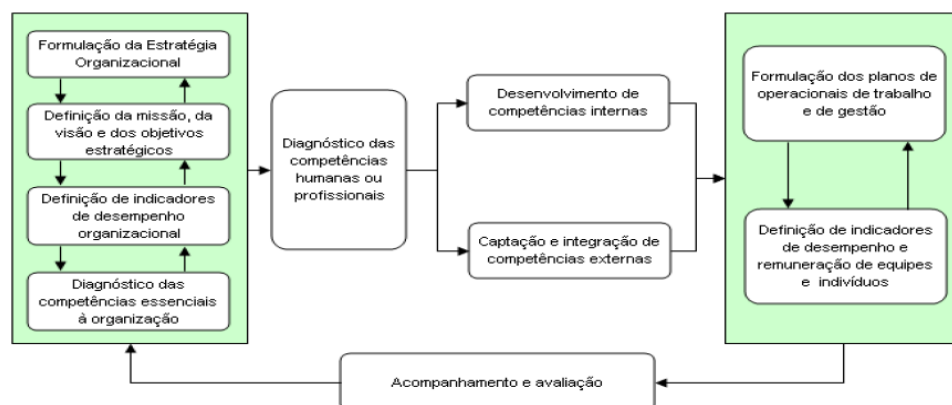 Formulação da Estratégia
Organizacional
Definição da missão, da
visão e dos objetivos
estratégicos
Definição de indicadores
de desempenho
organizacional
Diagnóstico das
competências essenciais
à organização
Diagnóstico das
competências
humanas ou
profissionais
Desenvolvimento de
competências internas
Captação e integração de
competências externas
Formulação dos planos de
operacionais de trabalho
e de gestão
Definição de indicadores
de desempenho e
remuneração de equipes
e indivíduos
Acompanhamento e avaliação